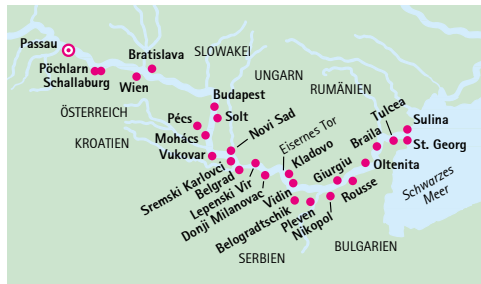 Passau
Bratislava
SLOWAKEI
Pöchlarn
Schallaburg
Wien
UNGARN
RUMÄNIEN
Budapest
Solt
ÖSTERREICH
Pécs
Mohács
KROATIEN
Vukovar
Novi Sad
Eisernes Tor
Kladovo
Sremski Karlovci
Belgrad
Lepenski Vir
Donji Milanovac
Vidin
Belogradtschik
Pleven
Nikopol
Giurgiu
Rousse
Braila
Tulcea
Sulina
St. Georg
Oltenita
Schwarzes
Meer
SERBIEN
BULGARIEN